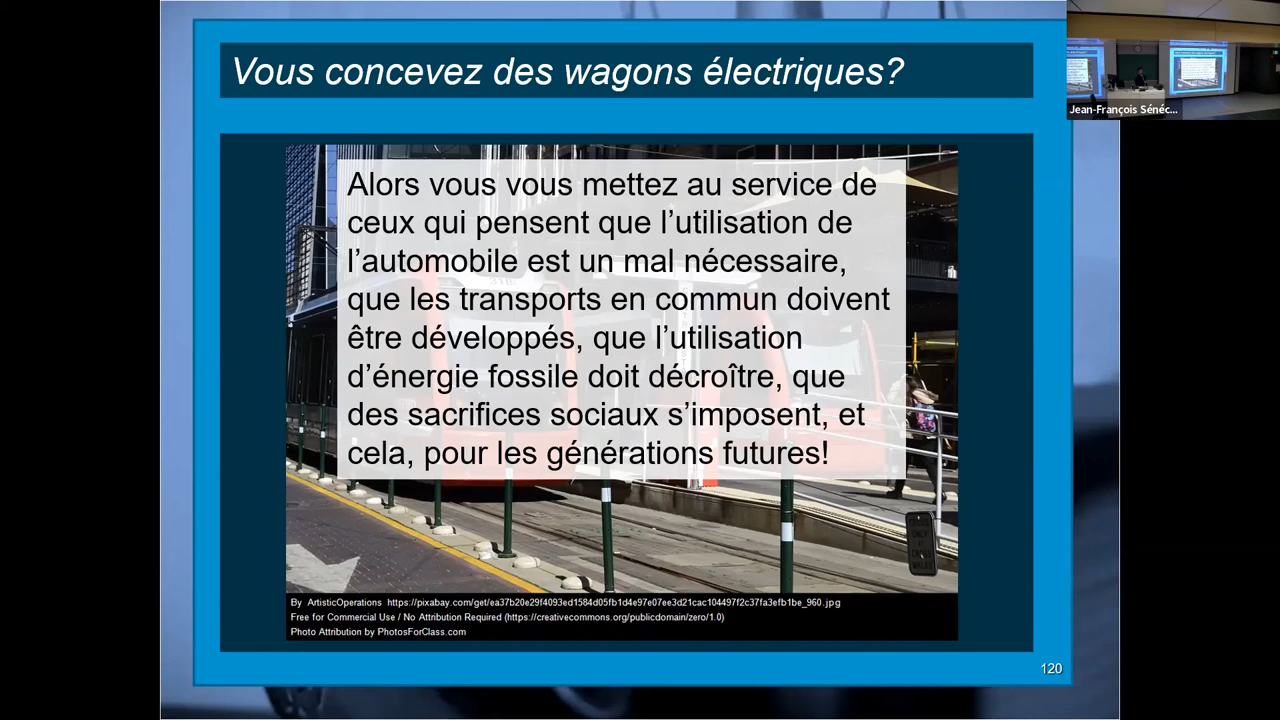 Vous concevez des wagons électriques?
Jean-François Sénéc...
Alors vous vous mettez au service de
ceux qui pensent que l’utilisation de
l’automobile est un mal nécessaire,
que les transports en commun doivent
être développés, que l’utilisation
d’énergie fossile doit décroître, que
des sacrifices sociaux s’imposent, et
cela, pour les générations futures!
By ArtisticOperations https://pixabay.com/get/ea37b20e29f4093ed1584d05fb1d4e97e07ee3d21cac104497f2c37fa3efb1be_960.jpg
Free for Commercial Use / No Attribution Required (https://creativecommons.org/publicdomain/zero/1.0)
Photo Attribution by PhotosForClass.com
120